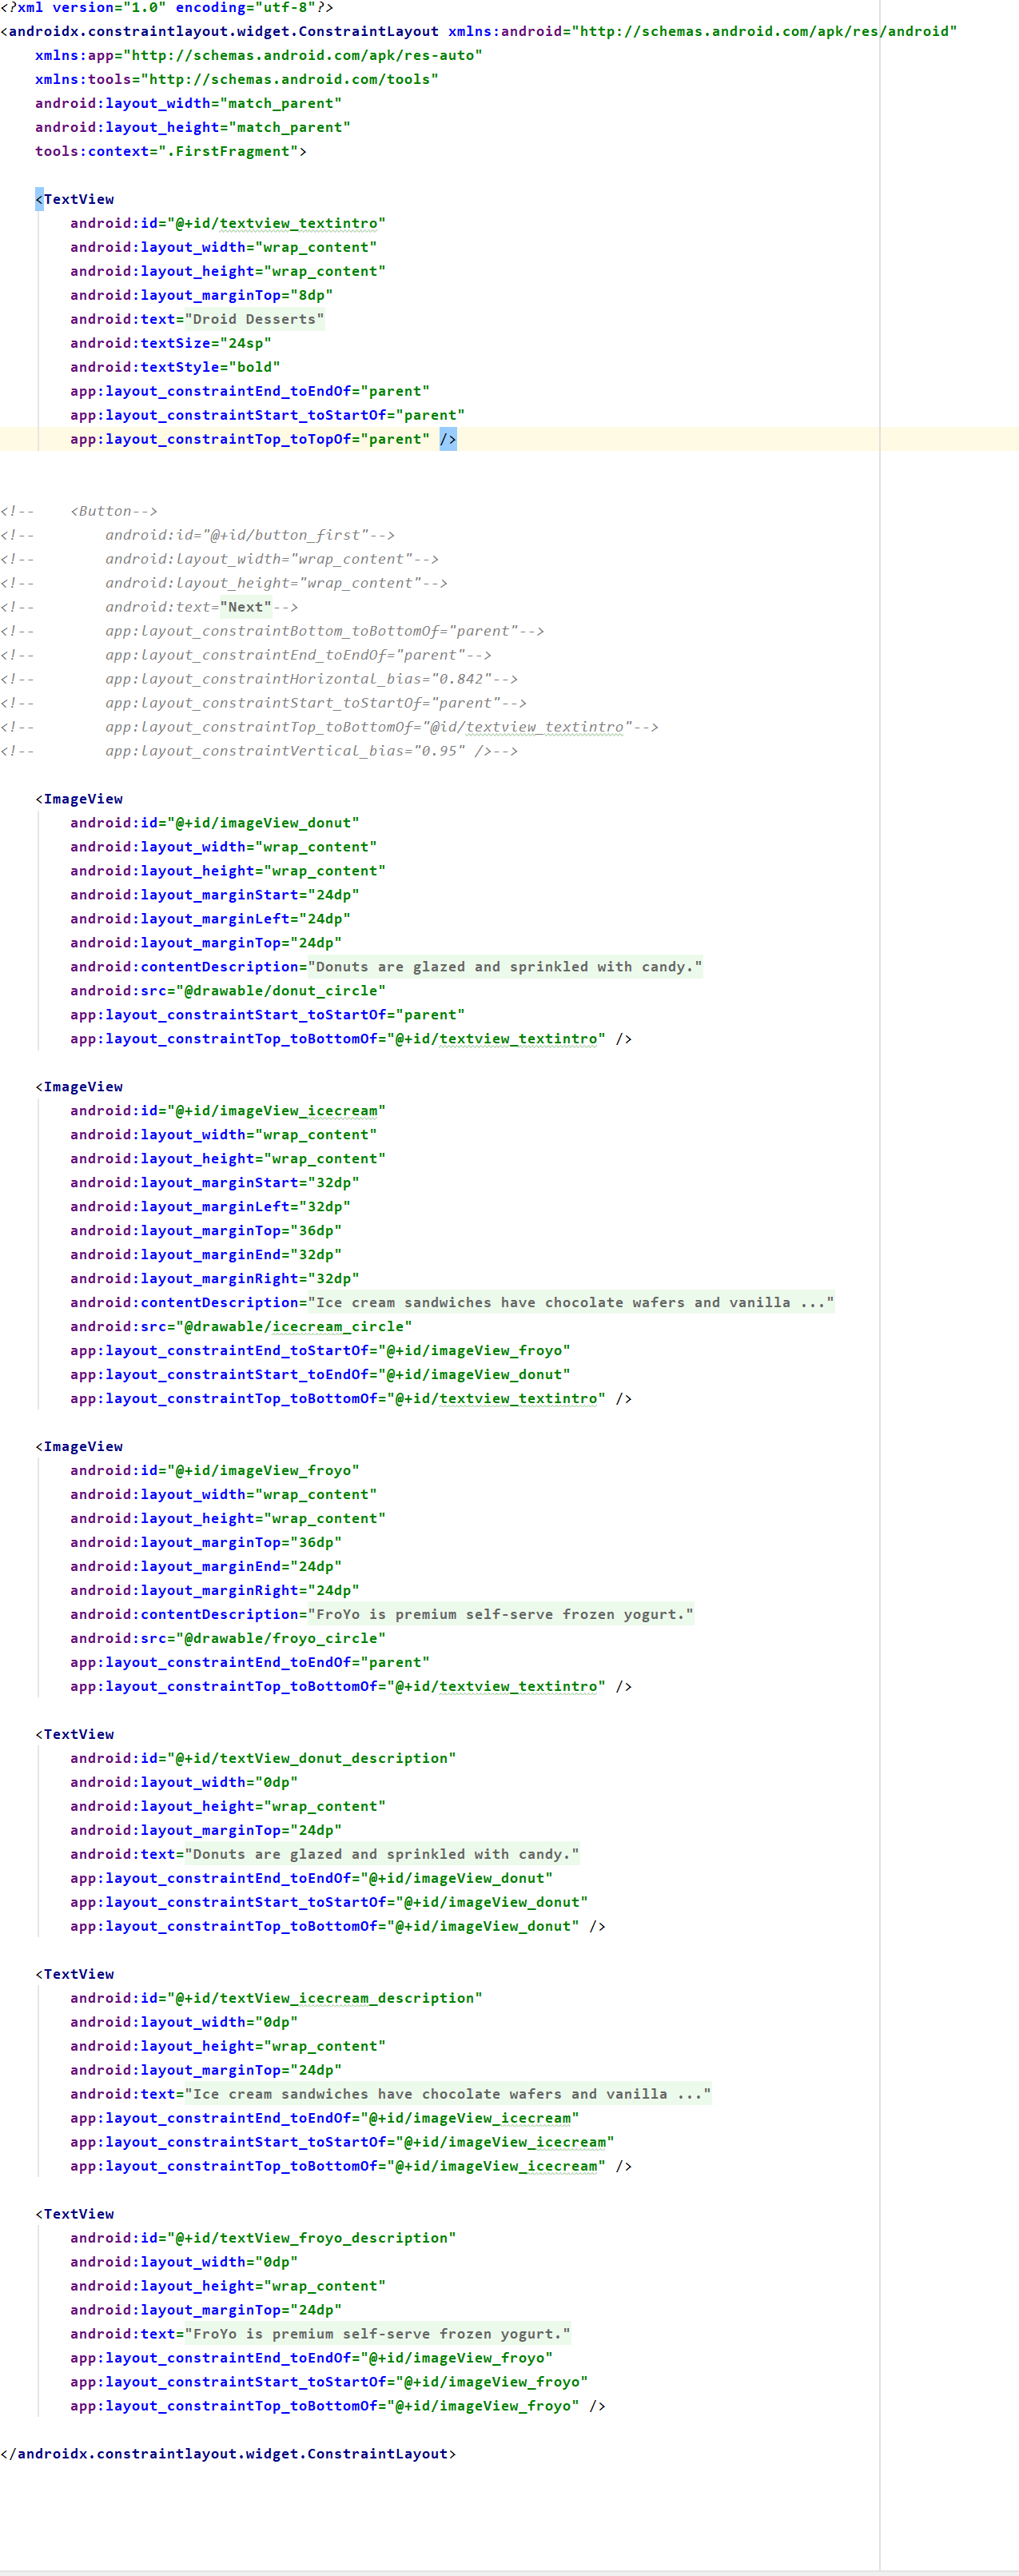 <?xml version="1.0" encoding="utf-8"?>
<androidx.constraintlayout.widget.ConstraintLayout xmlns:android="http://schemas.android.com/apk/res/android"
    xmlns:app="http://schemas.android.com/apk/res-auto"
    xmlns:tools="http://schemas.android.com/tools"
    android:layout_width="match_parent"
    android:layout_height="match_parent"
    tools:context=".FirstFragment">

    <TextView
        android:id="@+id/textview_textintro"
        android:layout_width="wrap_content"
        android:layout_height="wrap_content"
        android:layout_marginTop="8dp"
        android:text="Droid Desserts"
        android:textSize="24sp"
        android:textStyle="bold"
        app:layout_constraintEnd_toEndOf="parent"
        app:layout_constraintStart_toStartOf="parent"
        app:layout_constraintTop_toTopOf="parent" />

<!--    <Button-->
<!--        android:id="@+id/button_first"-->
<!--        android:layout_width="wrap_content"-->
<!--        android:layout_height="wrap_content"-->
<!--        android:text="Next"-->
<!--        app:layout_constraintBottom_toBottomOf="parent"-->
<!--        app:layout_constraintEnd_toEndOf="parent"-->
<!--        app:layout_constraintHorizontal_bias="0.842"-->
<!--        app:layout_constraintStart_toStartOf="parent"-->
<!--        app:layout_constraintTop_toBottomOf="@id/textview_textintro"-->
<!--        app:layout_constraintVertical_bias="0.95" />-->

    <ImageView
        android:id="@+id/imageView_donut"
        android:layout_width="wrap_content"
        android:layout_height="wrap_content"
        android:layout_marginStart="24dp"
        android:layout_marginLeft="24dp"
        android:layout_marginTop="24dp"
        android:contentDescription="Donuts are glazed and sprinkled with candy."
        android:src="@drawable/donut_circle"
        app:layout_constraintStart_toStartOf="parent"
        app:layout_constraintTop_toBottomOf="@+id/textview_textintro" />

    <ImageView
        android:id="@+id/imageView_icecream"
        android:layout_width="wrap_content"
        android:layout_height="wrap_content"
        android:layout_marginStart="32dp"
        android:layout_marginLeft="32dp"
        android:layout_marginTop="36dp"
        android:layout_marginEnd="32dp"
        android:layout_marginRight="32dp"
        android:contentDescription="Ice cream sandwiches have chocolate wafers and vanilla ..."
        android:src="@drawable/icecream_circle"
        app:layout_constraintEnd_toStartOf="@+id/imageView_froyo"
        app:layout_constraintStart_toEndOf="@+id/imageView_donut"
        app:layout_constraintTop_toBottomOf="@+id/textview_textintro" />

    <ImageView
        android:id="@+id/imageView_froyo"
        android:layout_width="wrap_content"
        android:layout_height="wrap_content"
        android:layout_marginTop="36dp"
        android:layout_marginEnd="24dp"
        android:layout_marginRight="24dp"
        android:contentDescription="FroYo is premium self-serve frozen yogurt."
        android:src="@drawable/froyo_circle"
        app:layout_constraintEnd_toEndOf="parent"
        app:layout_constraintTop_toBottomOf="@+id/textview_textintro" />

    <TextView
        android:id="@+id/textView_donut_description"
        android:layout_width="0dp"
        android:layout_height="wrap_content"
        android:layout_marginTop="24dp"
        android:text="Donuts are glazed and sprinkled with candy."
        app:layout_constraintEnd_toEndOf="@+id/imageView_donut"
        app:layout_constraintStart_toStartOf="@+id/imageView_donut"
        app:layout_constraintTop_toBottomOf="@+id/imageView_donut" />

    <TextView
        android:id="@+id/textView_icecream_description"
        android:layout_width="0dp"
        android:layout_height="wrap_content"
        android:layout_marginTop="24dp"
        android:text="Ice cream sandwiches have chocolate wafers and vanilla ..."
        app:layout_constraintEnd_toEndOf="@+id/imageView_icecream"
        app:layout_constraintStart_toStartOf="@+id/imageView_icecream"
        app:layout_constraintTop_toBottomOf="@+id/imageView_icecream" />

    <TextView
        android:id="@+id/textView_froyo_description"
        android:layout_width="0dp"
        android:layout_height="wrap_content"
        android:layout_marginTop="24dp"
        android:text="FroYo is premium self-serve frozen yogurt."
        app:layout_constraintEnd_toEndOf="@+id/imageView_froyo"
        app:layout_constraintStart_toStartOf="@+id/imageView_froyo"
        app:layout_constraintTop_toBottomOf="@+id/imageView_froyo" />

</androidx.constraintlayout.widget.ConstraintLayout>